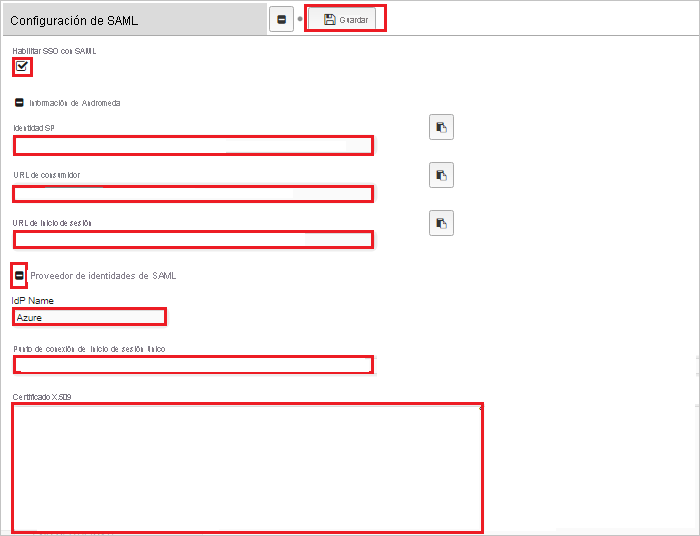 Configuración de SAML
Guardar
Habilitar SSO con SAML
Información de Andromeda
Identidad SP
URL de consumidor
URL de inicio de sesión
Proveedor de identidades de SAML
IdP Name
Azure
Punto de conexión de inicio de sesión único
Certificado X.509